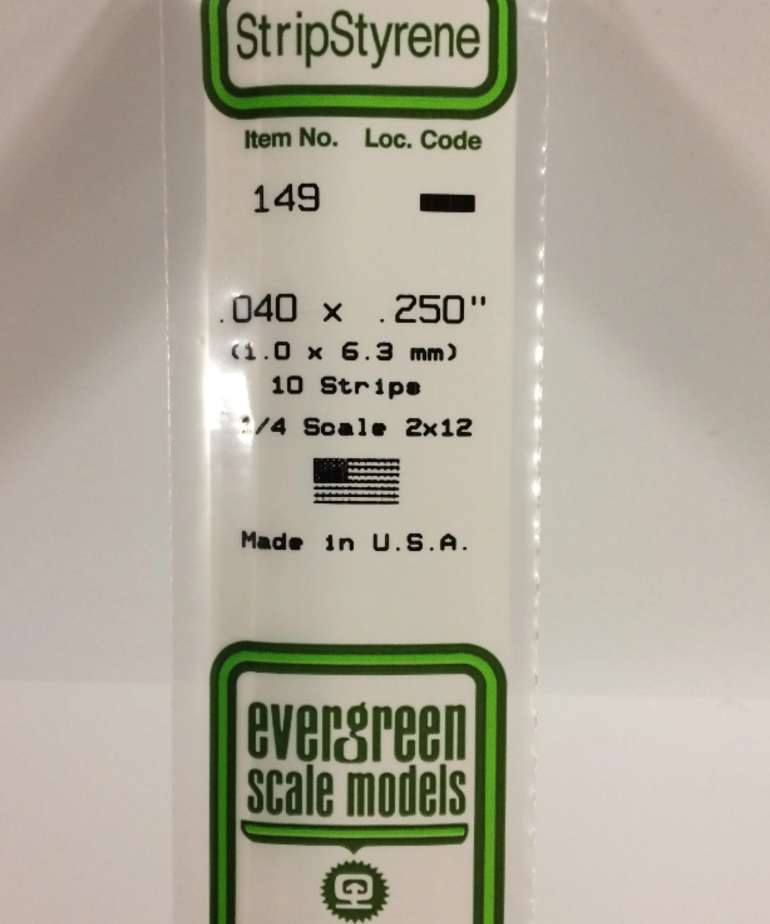 StripStyrene
Item No. Loc. Code
149
.040 x .250"
(1.0 x 6.3 mm)
10 Strips
1/4 Scale 2x12
Made in U.S.A.
evergreen
scale models